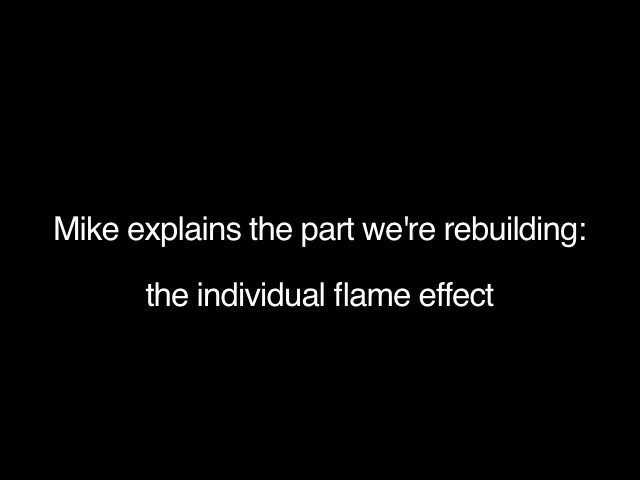 Mike explains the part we're rebuilding:
the individual flame effect